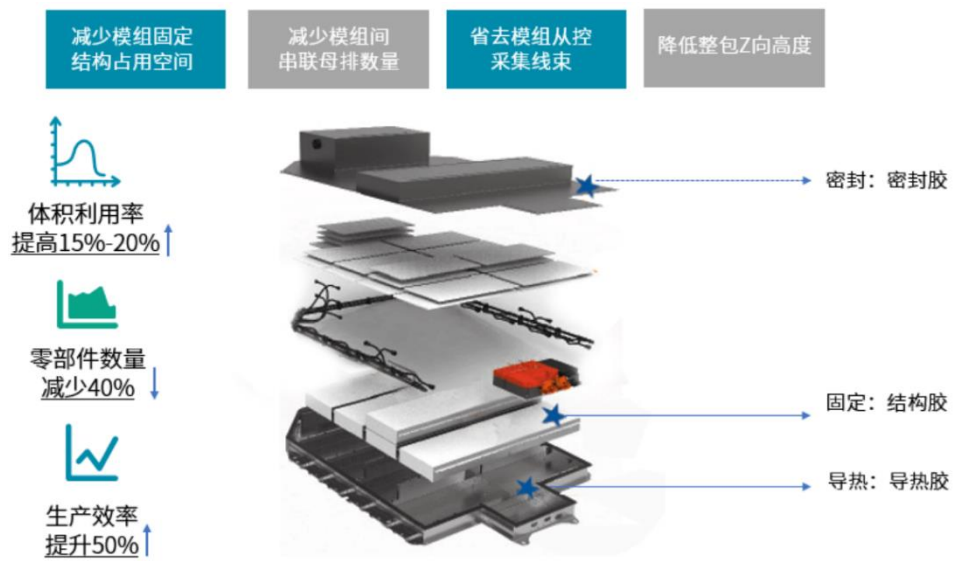 减少模组固定
结构占用空间
减少模组间
串联母排数量
省去模组从控
采集线束
降低整包Z向高度
体积利用率
提高15%-20%
零部件数量
减少40%
生产效率
提升50%
密封：密封胶
固定：结构胶
导热：导热胶